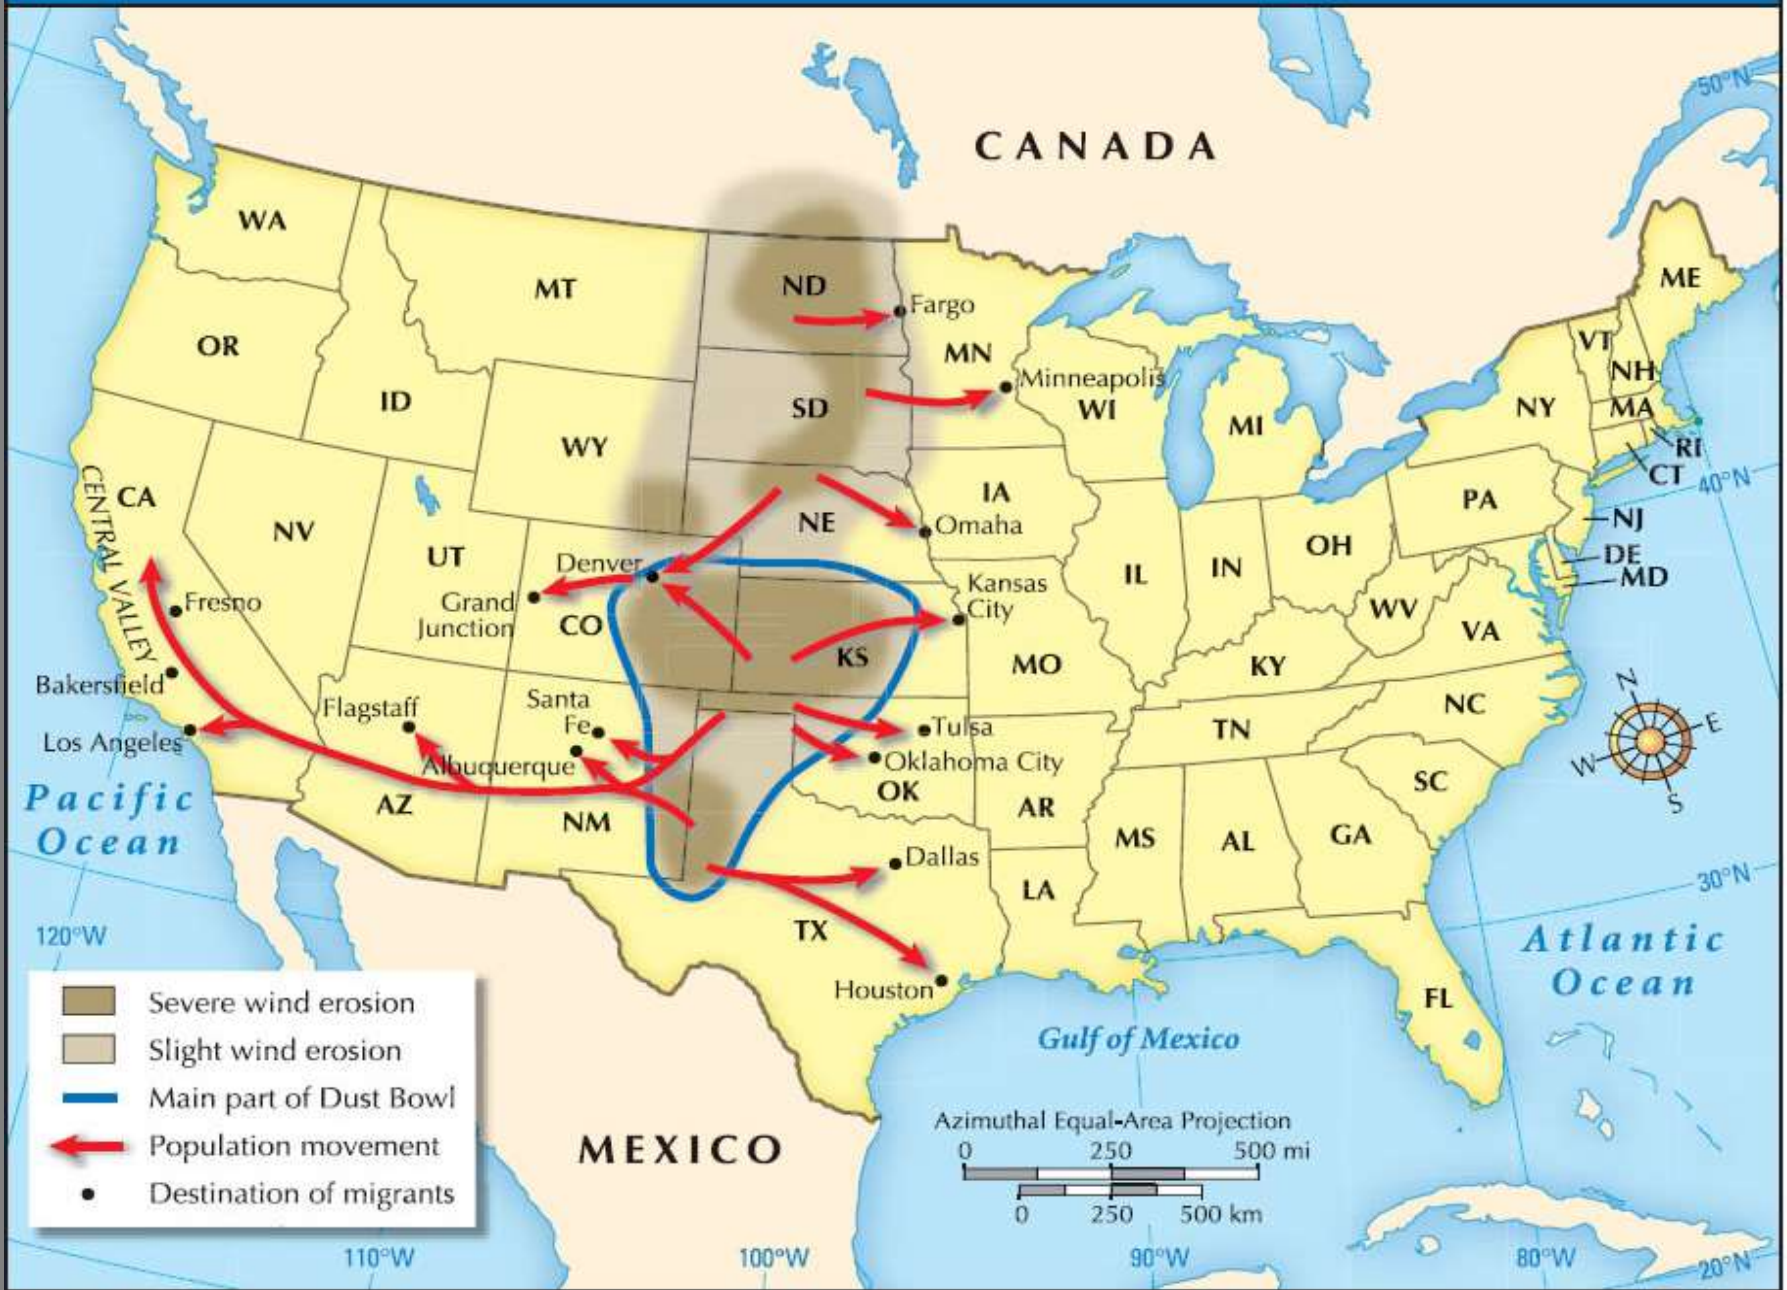 CANADA
50°N
WA
MT
ND
Fargo
ME
OR
MN
VT
NH
ID
SD
Minneapolis
WI
MI
NY
MA
RI
CT
WY
40°N
CENTRAL VALLEY
CA
NV
UT
NE
IA
Omaha
PA
NJ
OH
DE
MD
Denver
Grand
Junction
CO
Kansas
City
IL
IN
WV
VA
Fresno
KS
MO
KY
Bakersfield
Flagstaff
Santa
Fe
NC
N
E
W
S
Los Angeles
Albuquerque
Tulsa
Oklahoma City
OK
TN
SC
Pacific
Ocean
AZ
NM
AR
MS
AL
GA
Dallas
LA
30°N
120°W
TX
Atlantic
Ocean
Houston
FL
Gulf of Mexico
Severe wind erosion
Slight wind erosion
Main part of Dust Bowl
Population movement
Destination of migrants
MEXICO
Azimuthal Equal-Area Projection
0 250 500 mi
0 250 500 km
110°W
100°W
90°W
80°W
20°N